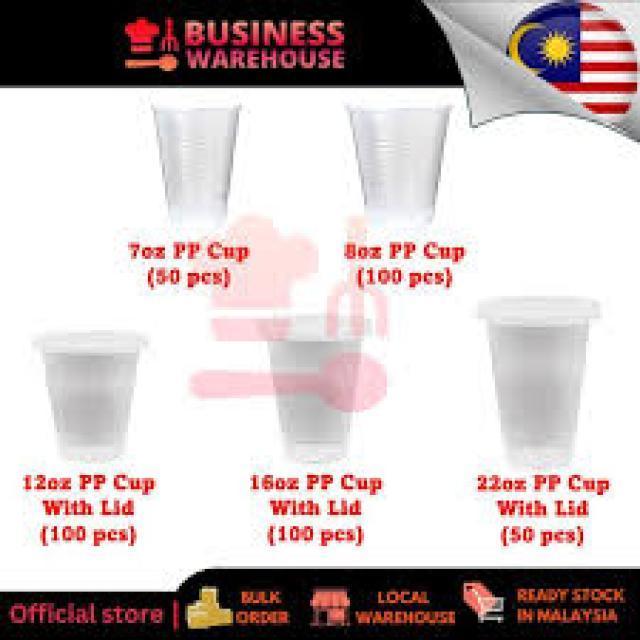 BUSINESS
WAREHOUSE
7oz PP Cup
(50 pcs)
8oz PP Cup
(100 pcs)
12oz PP Cup
With Lid
(100 pcs)
16oz PP Cup
With Lid
(100 pcs)
22oz PP Cup
With Lid
(50 pcs)
Official store
BULK
ORDER
LOCAL
WAREHOUSE
READY STOCK
IN MALAYSIA